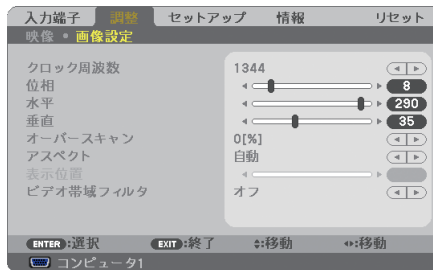 入力端子 調整 セットアップ 情報 リセット
映像 • 画像設定
クロック周波数 1344
位相 8
水平 290
垂直 35
オーバースキャン 0[%]
アスペクト 自動
表示位置
ビデオ帯域フィルタ オフ
ENTER:選択 EXIT:終了 :移動 :移動
コンピュータ1